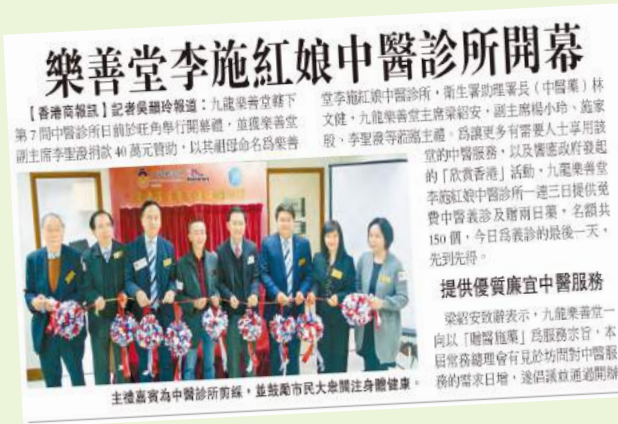 樂善堂李施紅娘中醫診所開幕
【香港商報訊】記者吳穎玲報道：九龍樂善堂轄下
第7間中醫診所日前於旺角舉行開幕禮，並獲樂善堂
副主席李聖潑捐款40萬元贊助，以其祖母命名為樂善
堂李施紅娘中醫診所，衛生署助理署長（中醫藥）林
文健，九龍樂善堂主席梁紹安，副主席楊小玲、施家
殷、李聖潑等蒞臨主禮。為讓更多有需要人士享用該
堂的中醫服務，以及響應政府發起
的「欣賞香港」活動，九龍樂善堂
李施紅娘中醫診所一連三日提供免
費中醫義診及贈兩日藥，名額共
150個，今日為義診的最後一天，
先到先得。
提供優質廉宜中醫服務
梁紹安致辭表示，九龍樂善堂一
向以「贈醫施藥」為服務宗旨，本
屆常務總理會有見於坊間對中醫服
務的需求日增，遂倡議並通過開辦
主禮嘉賓為中醫診所剪綵，並鼓勵市民大眾關注身體健康。